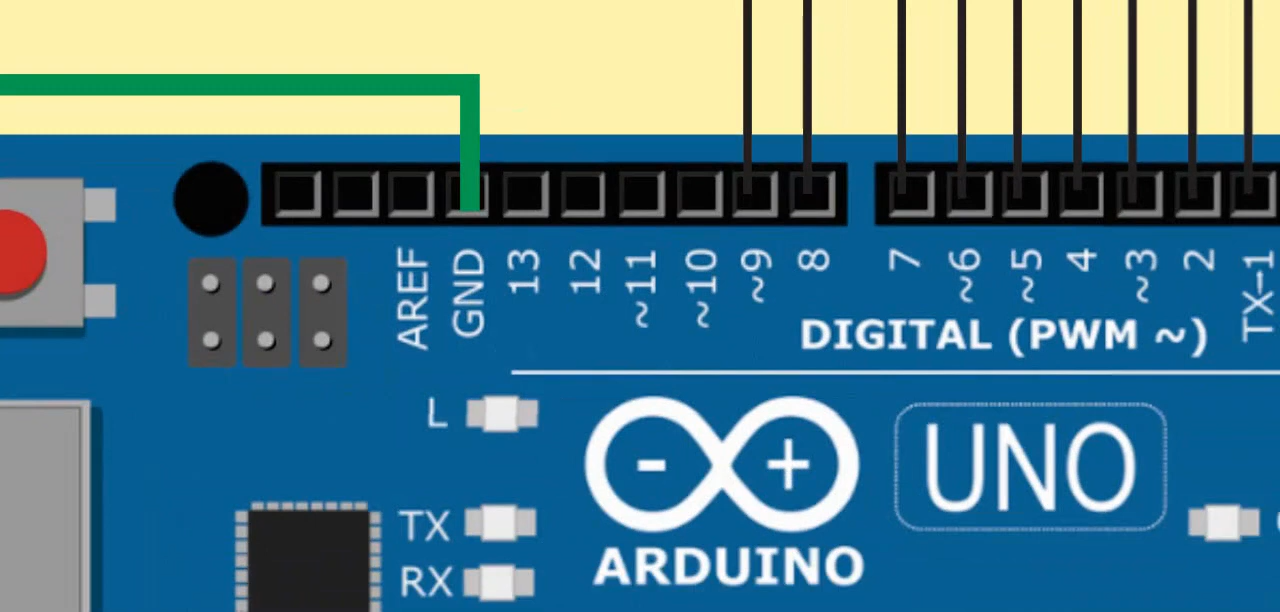 AREF
GND
13
12
~11
~10
~9
8
7
~6
~5
4
~3
2
TX→1
DIGITAL (PWM ~)
L
- +
UNO
TX
ARDUINO
RX